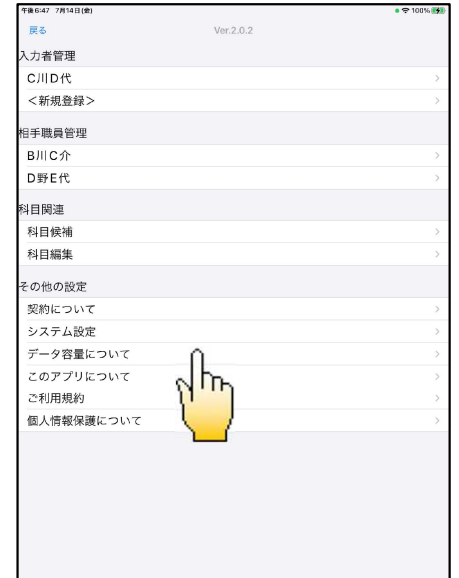 午後6:47 7月14日(金) 100%
戻る Ver.2.0.2
入力者管理
C川D代
＜新規登録＞
相手職員管理
B川C介
D野E代
科目関連
科目候補
科目編集
その他の設定
契約について
システム設定
データ容量について
このアプリについて
ご利用規約
個人情報保護について